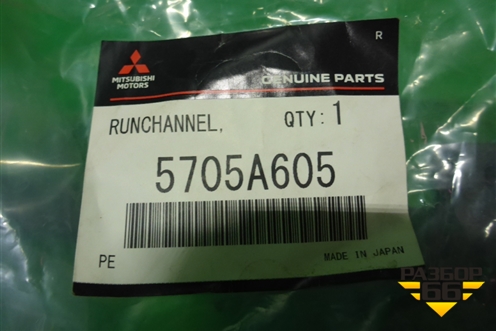 R
MITSUBISHI
MOTORS
GENUINE PARTS
RUNCHANNEL, QTY: 1
5705A605
PE MADE IN JAPAN
РАЗБОР
66